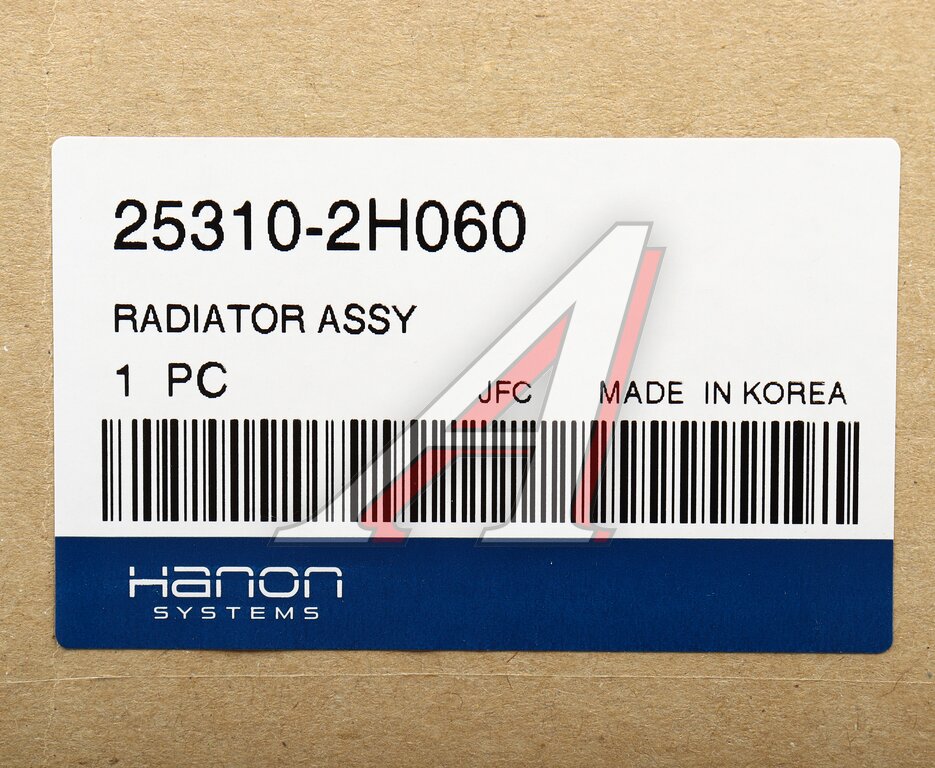 25310-2H060
RADIATOR ASSY
1 PC
JFC MADE IN KOREA
Hanon
SYSTEMS